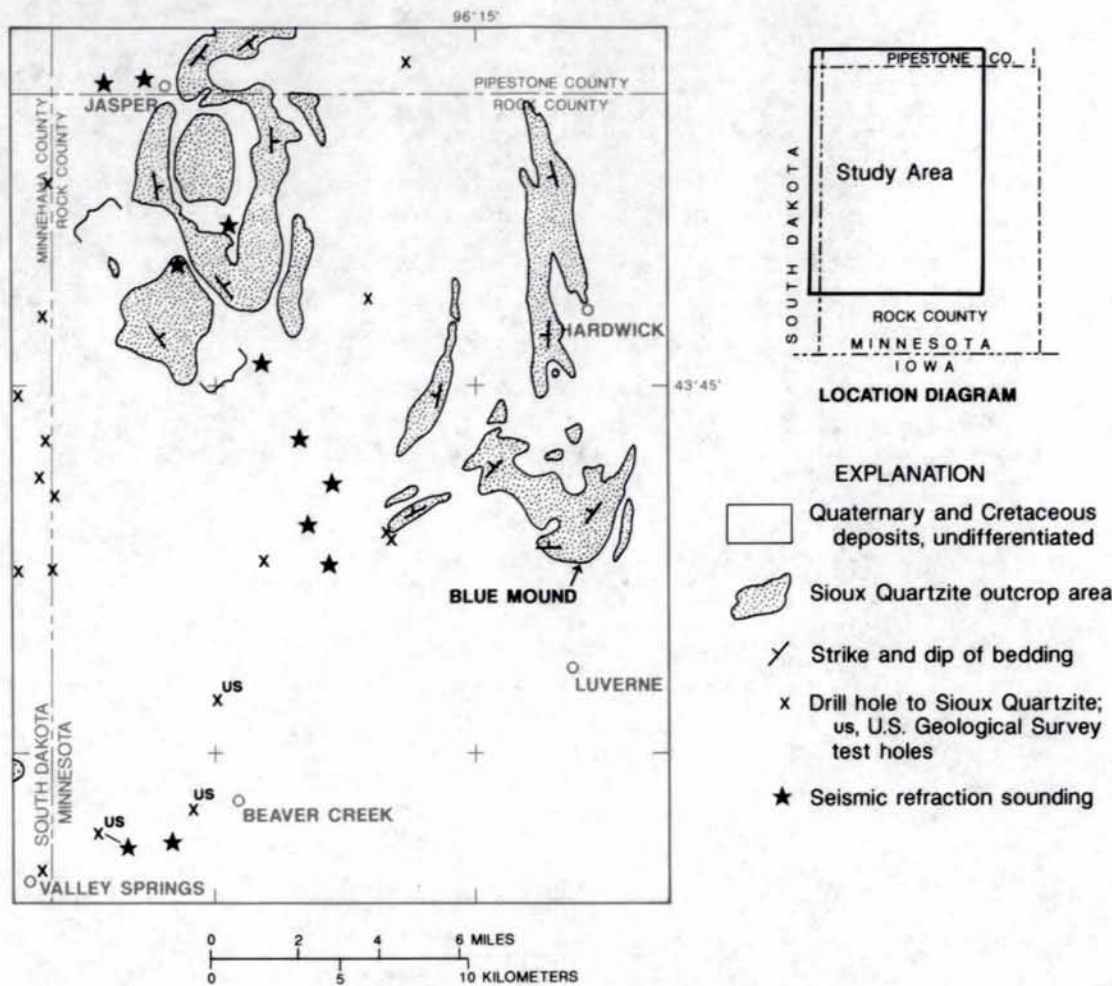 96°15'
PIPESTONE COUNTY
ROCK COUNTY
JASPER
MINNEHAHA COUNTY
ROCK COUNTY
HARDWICK
43°45'
BLUE MOUND
LUVERNE
US
US
BEAVER CREEK
US
SOUTH DAKOTA
MINNESOTA
VALLEY SPRINGS
0 2 4 6 MILES
0 5 10 KILOMETERS
PIPESTONE CO.
SOUTH DAKOTA
Study Area
ROCK COUNTY
MINNESOTA
IOWA
LOCATION DIAGRAM
EXPLANATION
Quaternary and Cretaceous
deposits, undifferentiated
Sioux Quartzite outcrop area
Strike and dip of bedding
x Drill hole to Sioux Quartzite;
us, U.S. Geological Survey
test holes
★ Seismic refraction sounding